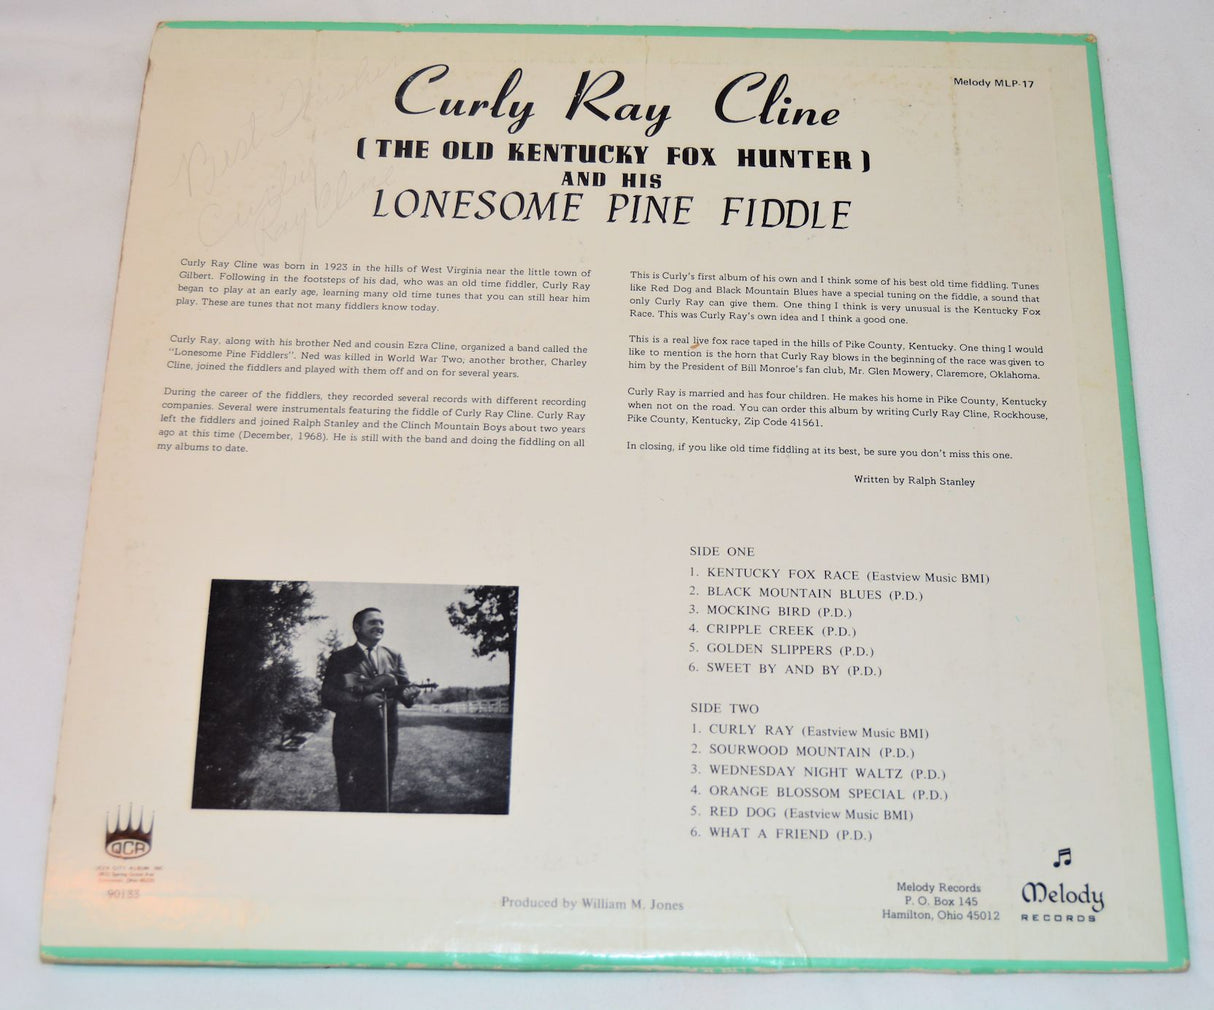 Melody MLP-17
Best Wishes
Curly
Ray Cline
Curly Ray Cline
(THE OLD KENTUCKY FOX HUNTER)
AND HIS
LONESOME PINE FIDDLE
Curly Ray Cline was born in 1923 in the hills of West Virginia near the little town of
Gilbert. Following in the footsteps of his dad, who was an old time fiddler, Curly Ray
began to play at an early age, learning many old time tunes that you can still hear him
play. These are tunes that not many fiddlers know today.
Curly Ray, along with his brother Ned and cousin Ezra Cline, organized a band called the
"Lonesome Pine Fiddlers". Ned was killed in World War Two; another brother, Charley
Cline, joined the fiddlers and played with them off and on for several years.
During the career of the fiddlers, they recorded several records with different recording
companies. Several were instrumentals featuring the fiddle of Curly Ray Cline. Curly Ray
left the fiddlers and joined Ralph Stanley and the Clinch Mountain Boys about two years
ago at this time (December, 1968). He is still with the band and doing the fiddling on all
my albums to date.
This is Curly's first album of his own and I think some of his best old time fiddling. Tunes
like Red Dog and Black Mountain Blues have a special tuning on the fiddle, a sound that
only Curly Ray can give them. One thing I think is very unusual is the Kentucky Fox
Race. This was Curly Ray's own idea and I think a good one.
This is a real live fox race taped in the hills of Pike County, Kentucky. One thing I would
like to mention is the horn that Curly Ray blows in the beginning of the race was given to
him by the President of Bill Monroe's fan club, Mr. Glen Mowery, Claremore, Oklahoma.
Curly Ray is married and has four children. He makes his home in Pike County, Kentucky
when not on the road. You can order this album by writing Curly Ray Cline, Rockhouse,
Pike County, Kentucky, Zip Code 41561.
In closing, if you like old time fiddling at its best, be sure you don't miss this one.
Written by Ralph Stanley
SIDE ONE
1. KENTUCKY FOX RACE (Eastview Music BMI)
2. BLACK MOUNTAIN BLUES (P.D.)
3. MOCKING BIRD (P.D.)
4. CRIPPLE CREEK (P.D.)
5. GOLDEN SLIPPERS (P.D.)
6. SWEET BY AND BY (P.D.)
SIDE TWO
1. CURLY RAY (Eastview Music BMI)
2. SOURWOOD MOUNTAIN (P.D.)
3. WEDNESDAY NIGHT WALTZ (P.D.)
4. ORANGE BLOSSOM SPECIAL (P.D.)
5. RED DOG (Eastview Music BMI)
6. WHAT A FRIEND (P.D.)
QCA
QUEEN CITY ALBUM, INC.
Cincinnati, Ohio
90133
Produced by William M. Jones
Melody Records
P. O. Box 145
Hamilton, Ohio 45012
Melody
RECORDS